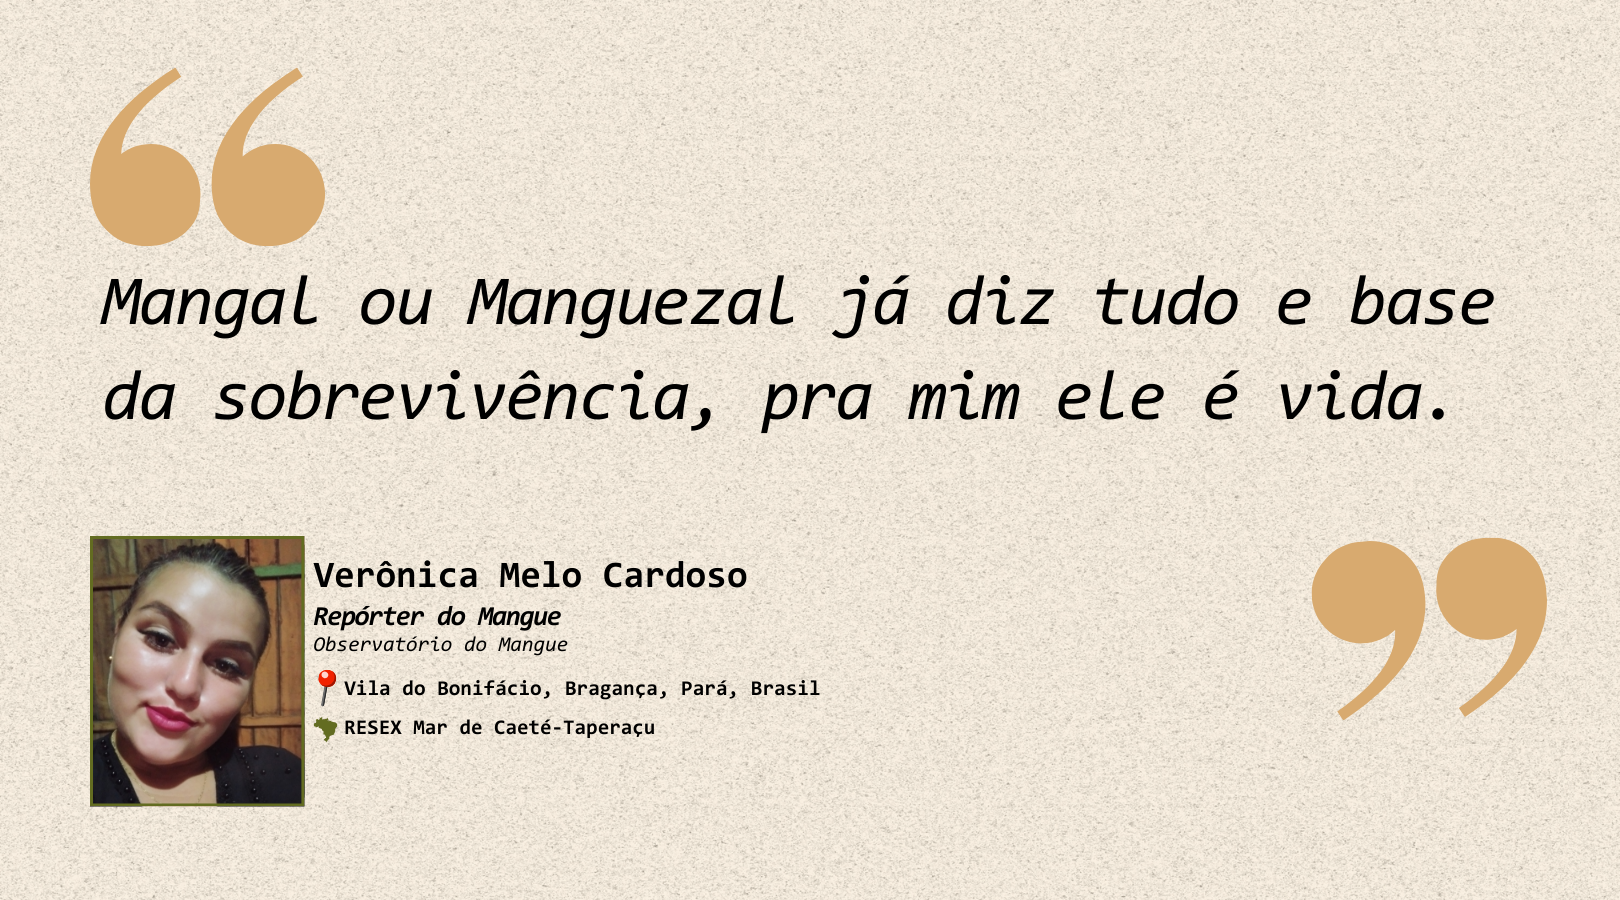 Mangal ou Manguezal já diz tudo e base
da sobrevivência, pra mim ele é vida.
Verônica Melo Cardoso
Repórter do Mangue
Observatório do Mangue
Vila do Bonifácio, Bragança, Pará, Brasil
RESEX Mar de Caeté-Taperaçu